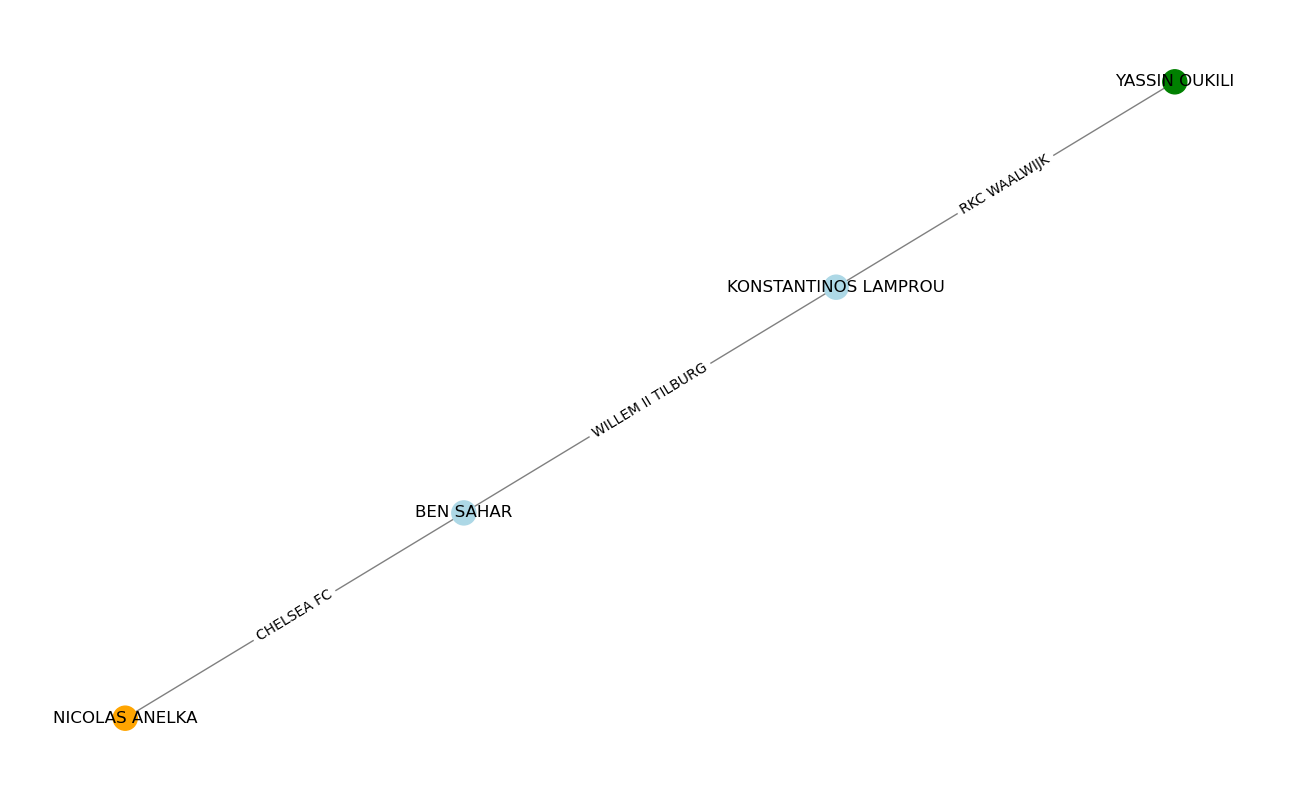 YASSIN OUKILI
RKC WAALWIJK
KONSTANTINOS LAMPROU
WILLEM II TILBURG
BEN SAHAR
CHELSEA FC
NICOLAS ANELKA